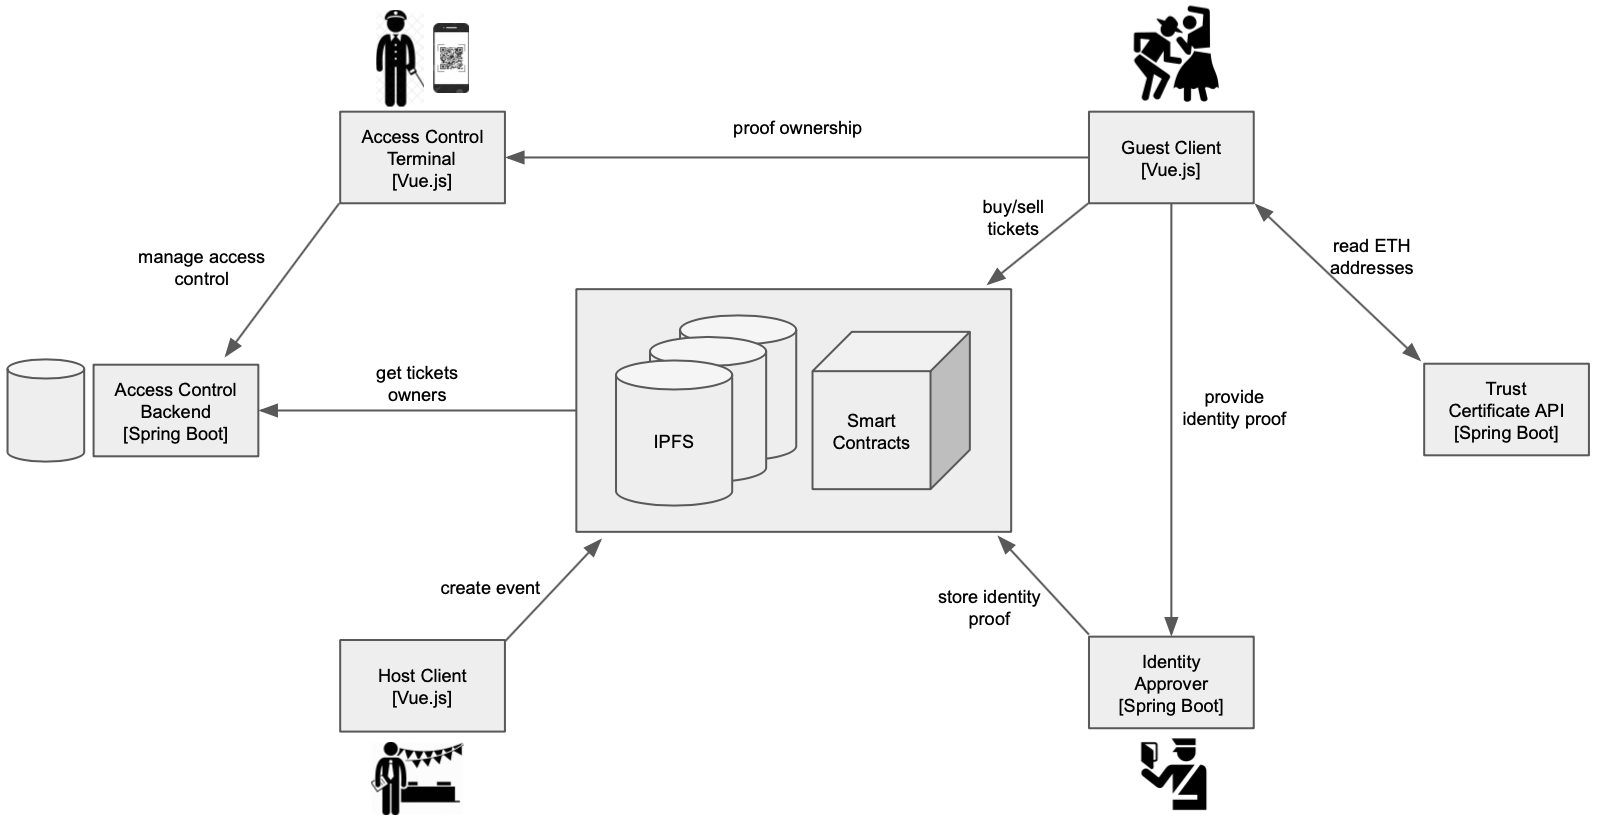 Access Control
Terminal
[Vue.js]
proof ownership
Guest Client
[Vue.js]
buy/sell
tickets
read ETH
addresses
manage access
control
get tickets
owners
Access Control
Backend
[Spring Boot]
IPFS
Smart
Contracts
provide
identity proof
Trust
Certificate API
[Spring Boot]
create event
store identity
proof
Host Client
[Vue.js]
Identity
Approver
[Spring Boot]